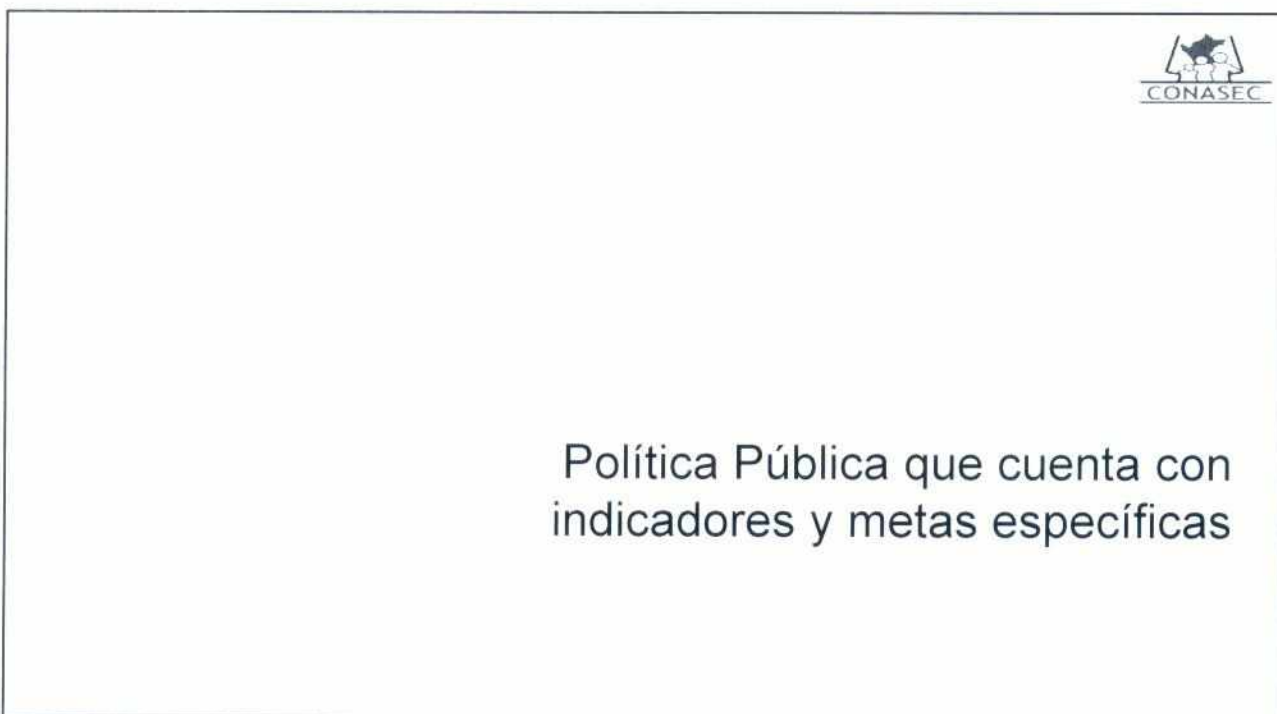 CONASEC
Política Pública que cuenta con
indicadores y metas específicas